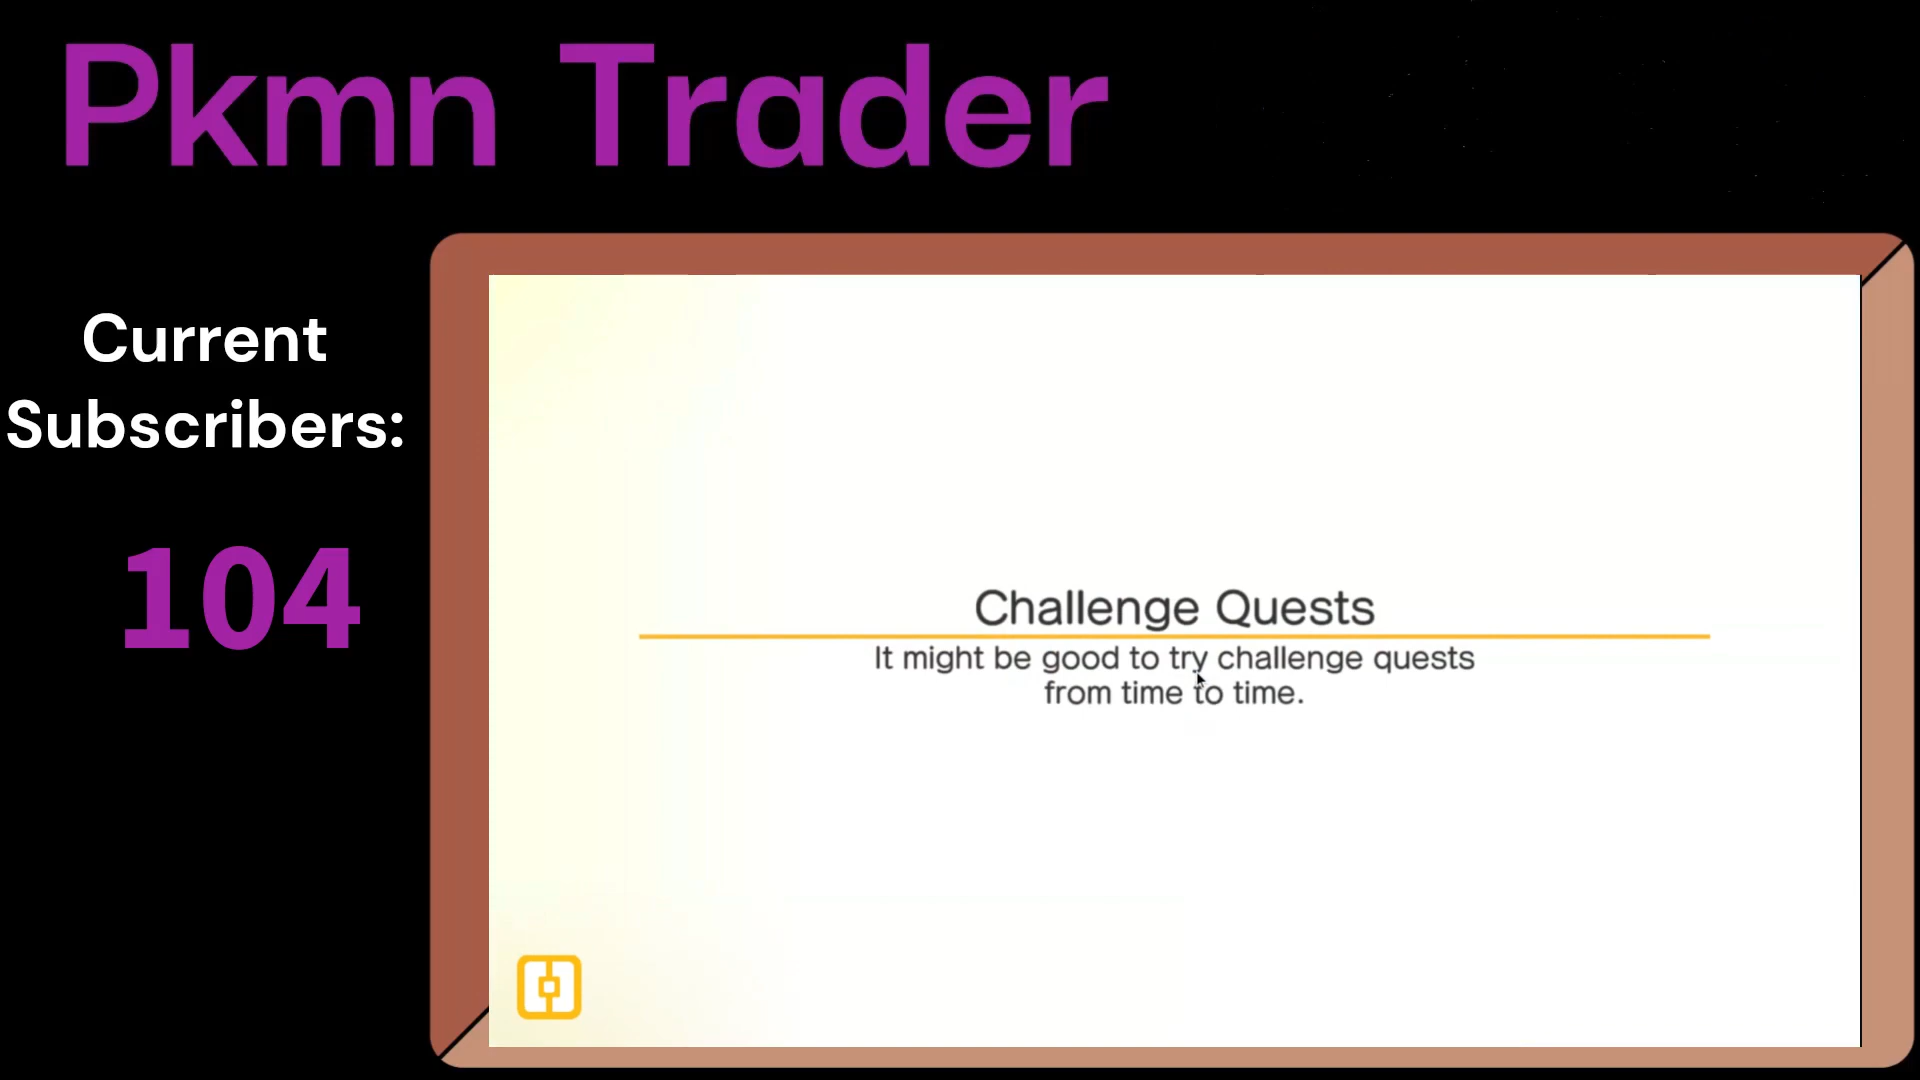 Pkmn Trader
Current
Subscribers:
104
Challenge Quests
It might be good to try challenge quests
from time to time.